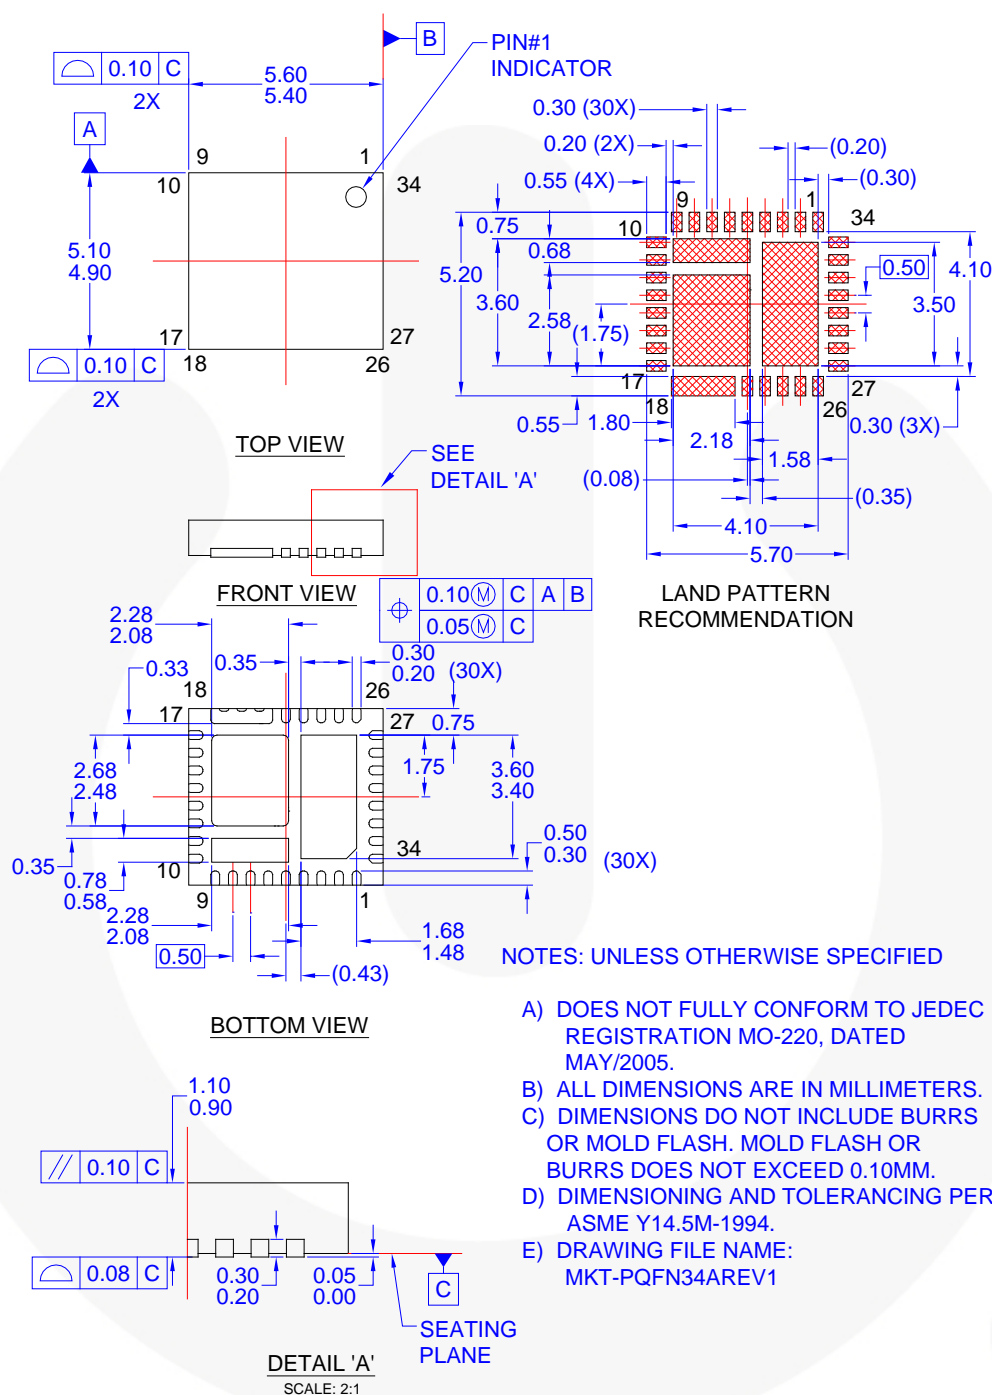 0.10 C
2X
A
5.60
5.40
B
PIN#1
INDICATOR
9
1
10
34
5.10
4.90
17
27
18
26
0.10 C
2X
TOP VIEW
0.30 (30X)
0.20 (2X)
(0.20)
0.55 (4X)
(0.30)
9
1
0.75
10
34
0.68
0.50
4.10
5.20
3.60
3.50
2.58
(1.75)
17
27
18
26
0.55
1.80
0.30 (3X)
2.18
1.58
(0.08)
(0.35)
4.10
5.70
LAND PATTERN
RECOMMENDATION
SEE
DETAIL 'A'
FRONT VIEW
0.10Ⓜ C A B
0.05Ⓜ C
2.28
2.08
0.33
0.35
0.30
0.20 (30X)
18
26
17
27
0.75
2.68
2.48
1.75
3.60
3.40
0.35
0.50
0.30 (30X)
34
10
0.78
0.58
9
1
2.28
2.08
1.68
1.48
0.50
(0.43)
BOTTOM VIEW
NOTES: UNLESS OTHERWISE SPECIFIED
A) DOES NOT FULLY CONFORM TO JEDEC
REGISTRATION MO-220, DATED
MAY/2005.
B) ALL DIMENSIONS ARE IN MILLIMETERS.
C) DIMENSIONS DO NOT INCLUDE BURRS
OR MOLD FLASH. MOLD FLASH OR
BURRS DOES NOT EXCEED 0.10MM.
D) DIMENSIONING AND TOLERANCING PER
ASME Y14.5M-1994.
E) DRAWING FILE NAME:
MKT-PQFN34AREV1
1.10
0.90
// 0.10 C
0.08 C
0.30
0.20
0.05
0.00
C
SEATING
PLANE
DETAIL 'A'
SCALE: 2:1